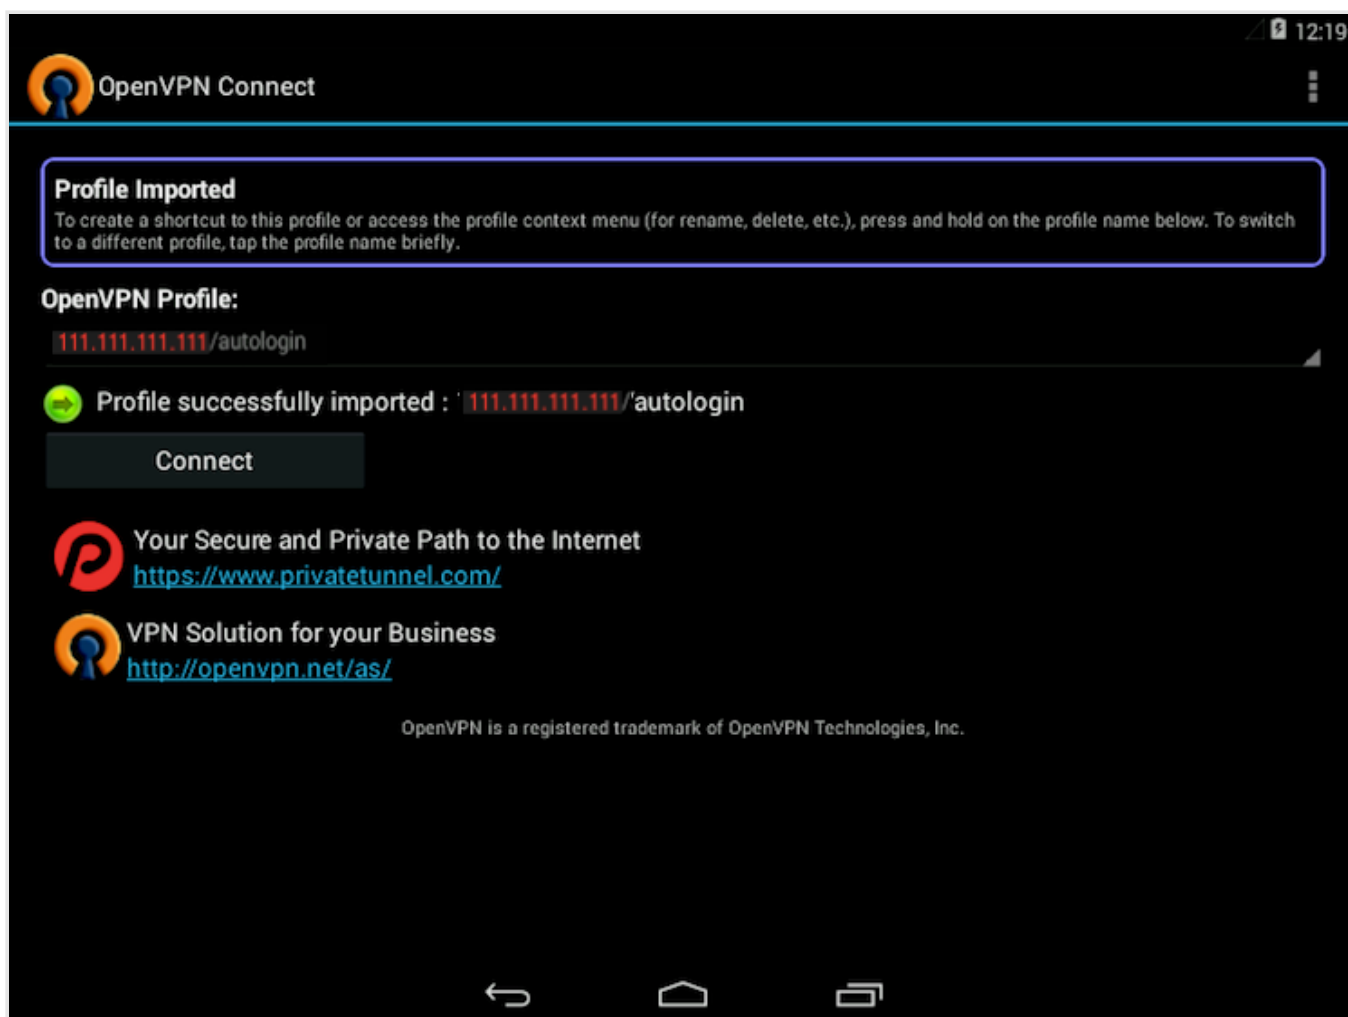 12:19
OpenVPN Connect
Profile Imported
To create a shortcut to this profile or access the profile context menu (for rename, delete, etc.), press and hold on the profile name below. To switch
to a different profile, tap the profile name briefly.
OpenVPN Profile:
111.111.111.111/autologin
Profile successfully imported : '111.111.111.111/'autologin
Connect
Your Secure and Private Path to the Internet
https://www.privatetunnel.com/
VPN Solution for your Business
http://openvpn.net/as/
OpenVPN is a registered trademark of OpenVPN Technologies, Inc.